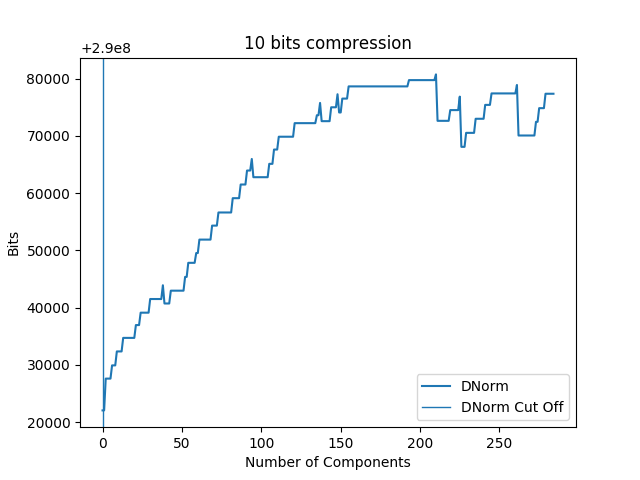 10 bits compression
+2.9e8
80000
70000
60000
50000
40000
30000
20000
Bits
0 50 100 150 200 250
Number of Components
DNorm
DNorm Cut Off